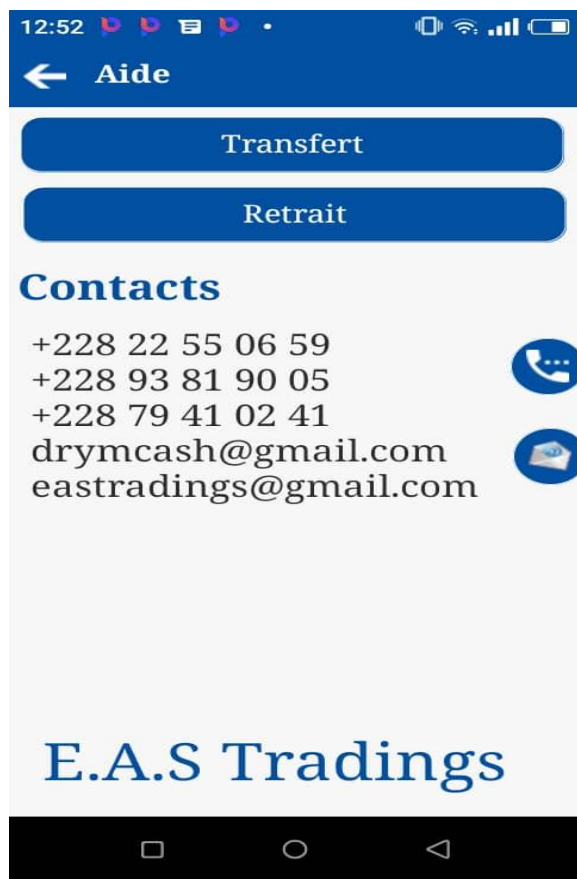 12:52
Aide
Transfert
Retrait
Contacts
+228 22 55 06 59
+228 93 81 90 05
+228 79 41 02 41
drymcash@gmail.com
eastradings@gmail.com
E.A.S Tradings